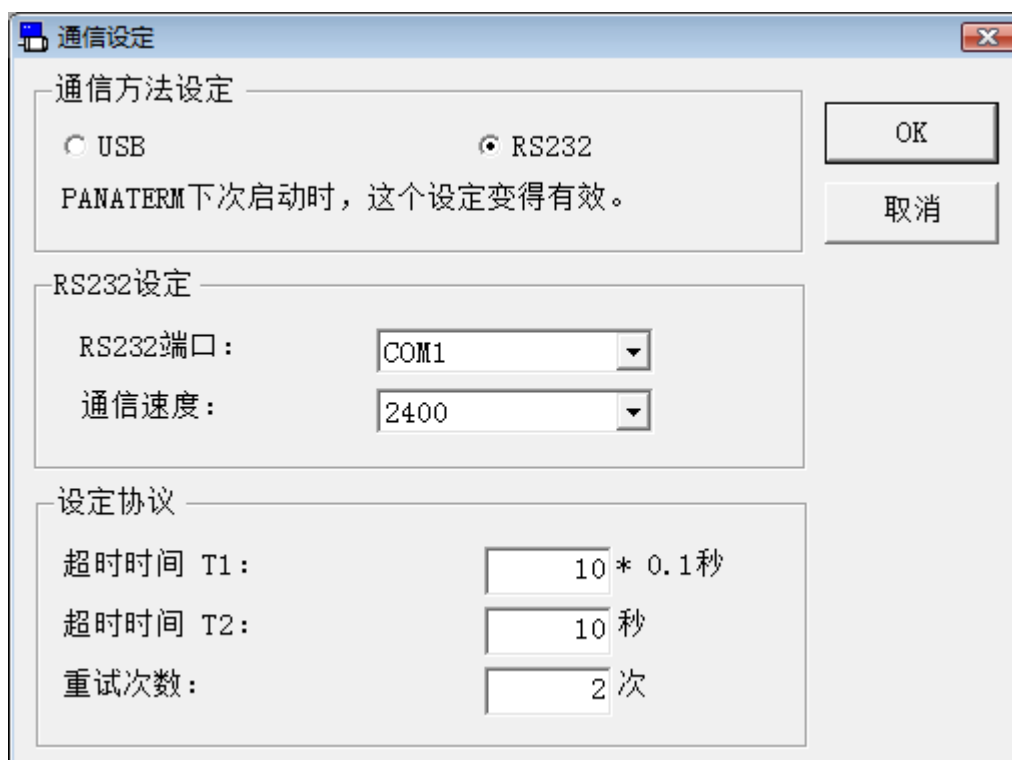 通信设定
通信方法设定
USB
RS232
OK
PANATERM下次启动时，这个设定变得有效。
取消
RS232设定
RS232端口：
COM1
通信速度：
2400
设定协议
超时时间 T1：
10 * 0.1秒
超时时间 T2：
10 秒
重试次数：
2 次